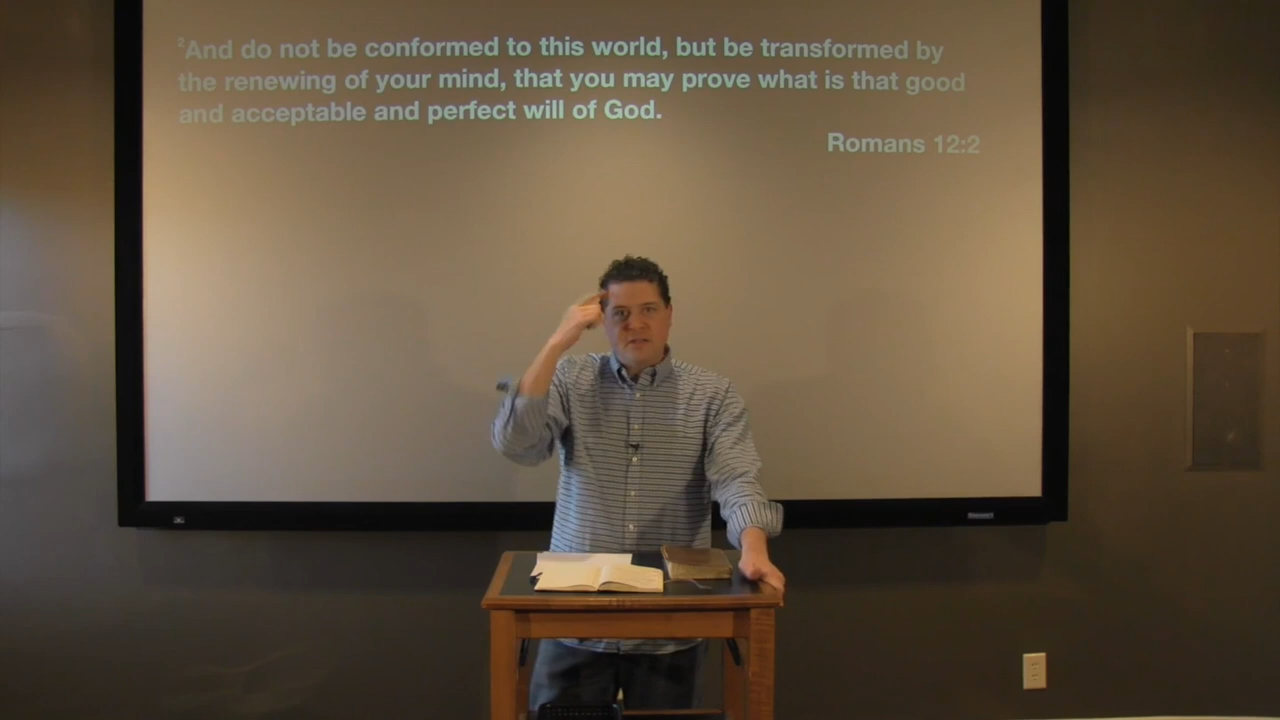 ²And do not be conformed to this world, but be transformed by
the renewing of your mind, that you may prove what is that good
and acceptable and perfect will of God.
Romans 12:2